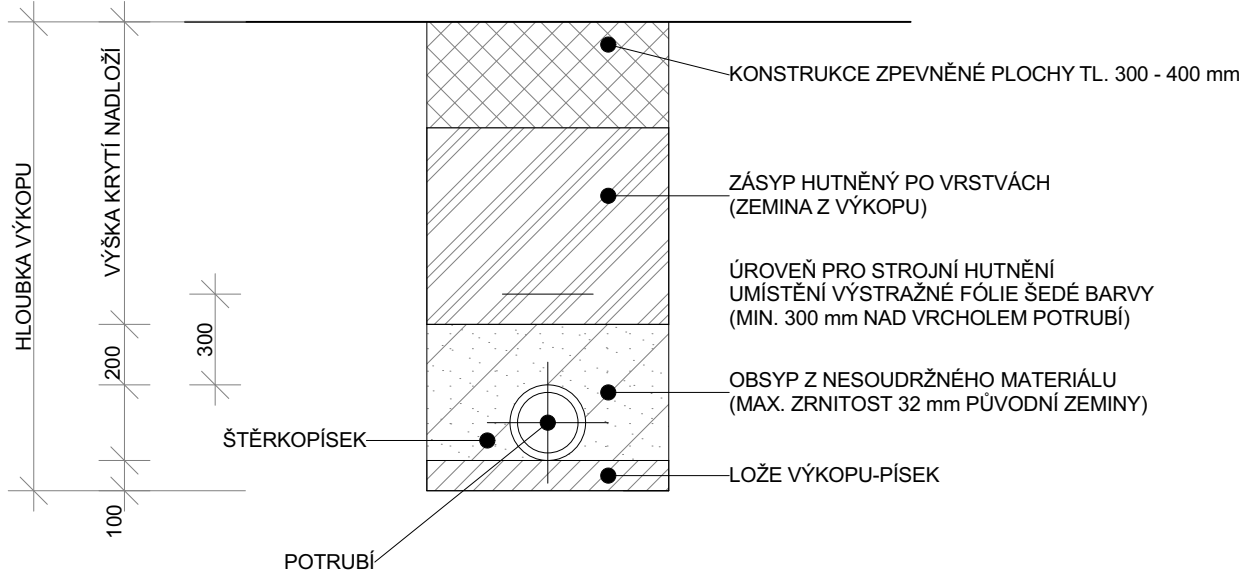 HLOUBKA VÝKOPU
VÝŠKA KRYTÍ NADLOŽÍ
200
100
300
KONSTRUKCE ZPEVNĚNÉ PLOCHY TL. 300 - 400 mm
ZÁSYP HUTNĚNÝ PO VRSTVÁCH
(ZEMINA Z VÝKOPU)
ÚROVEŇ PRO STROJNÍ HUTNĚNÍ
UMÍSTĚNÍ VÝSTRAŽNÉ FÓLIE ŠEDÉ BARVY
(MIN. 300 mm NAD VRCHOLEM POTRUBÍ)
OBSYP Z NESOUDRŽNÉHO MATERIÁLU
(MAX. ZRNITOST 32 mm PŮVODNÍ ZEMINY)
ŠTĚRKOPÍSEK
LOŽE VÝKOPU-PÍSEK
POTRUBÍ